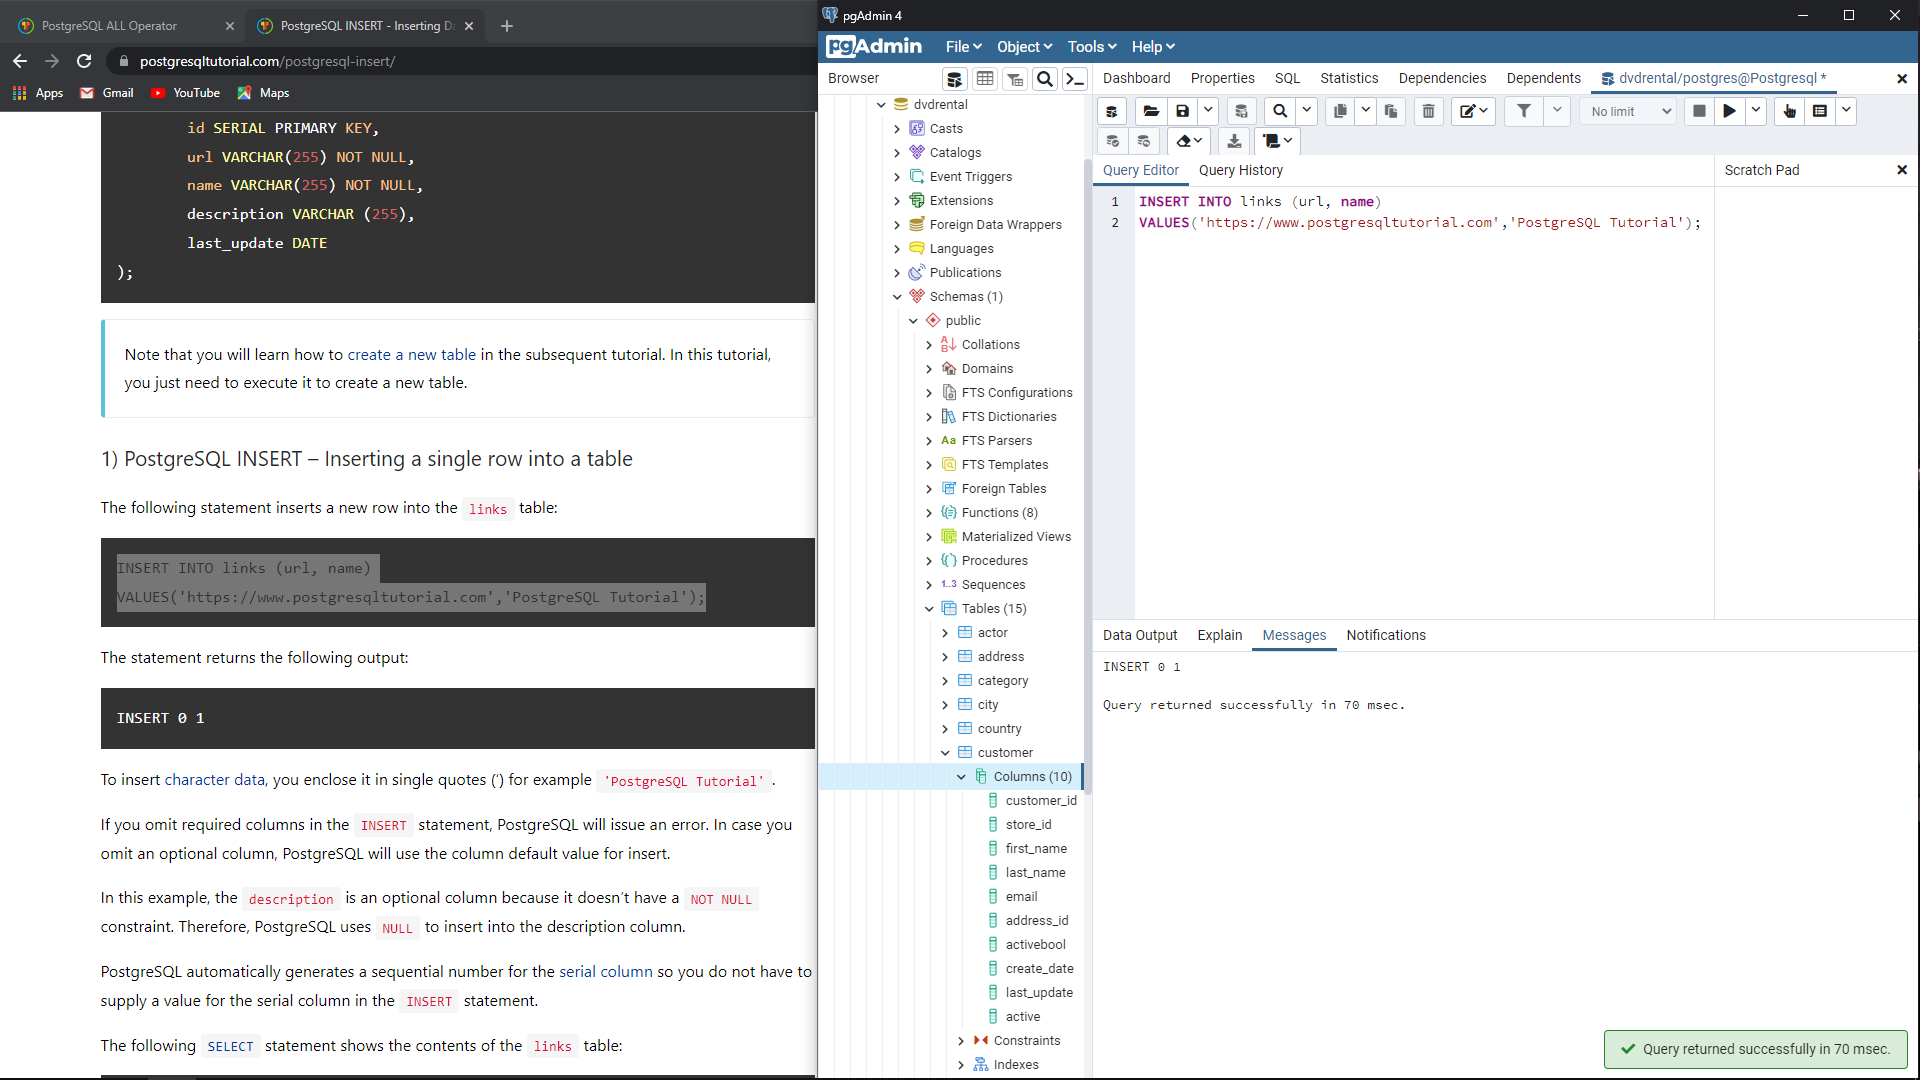 PostgreSQL ALL Operator
PostgreSQL INSERT - Inserting Da
postgresqltutorial.com/postgresql-insert/
Apps
Gmail
YouTube
Maps
id SERIAL PRIMARY KEY,
url VARCHAR(255) NOT NULL,
name VARCHAR(255) NOT NULL,
description VARCHAR (255),
last_update DATE
);
Note that you will learn how to create a new table in the subsequent tutorial. In this tutorial,
you just need to execute it to create a new table.
1) PostgreSQL INSERT – Inserting a single row into a table
The following statement inserts a new row into the links table:
INSERT INTO links (url, name)
VALUES('https://www.postgresqltutorial.com','PostgreSQL Tutorial');
The statement returns the following output:
INSERT 0 1
To insert character data, you enclose it in single quotes (‘) for example 'PostgreSQL Tutorial' .
If you omit required columns in the INSERT statement, PostgreSQL will issue an error. In case you
omit an optional column, PostgreSQL will use the column default value for insert.
In this example, the description is an optional column because it doesn’t have a NOT NULL
constraint. Therefore, PostgreSQL uses NULL to insert into the description column.
PostgreSQL automatically generates a sequential number for the serial column so you do not have to
supply a value for the serial column in the INSERT statement.
The following SELECT statement shows the contents of the links table:
pgAdmin 4
pgAdmin
File
Object
Tools
Help
Browser
dvdrental
Casts
Catalogs
Event Triggers
Extensions
Foreign Data Wrappers
Languages
Publications
Schemas (1)
public
Collations
Domains
FTS Configurations
FTS Dictionaries
Aa FTS Parsers
FTS Templates
Foreign Tables
Functions (8)
Materialized Views
Procedures
1..3 Sequences
Tables (15)
actor
address
category
city
country
customer
Columns (10)
customer_id
store_id
first_name
last_name
email
address_id
activebool
create_date
last_update
active
Constraints
Indexes
Dashboard
Properties
SQL
Statistics
Dependencies
Dependents
dvdrental/postgres@Postgresql *
No limit
Query Editor
Query History
Scratch Pad
1 INSERT INTO links (url, name)
2 VALUES('https://www.postgresqltutorial.com','PostgreSQL Tutorial');
Data Output
Explain
Messages
Notifications
INSERT 0 1
Query returned successfully in 70 msec.
Query returned successfully in 70 msec.